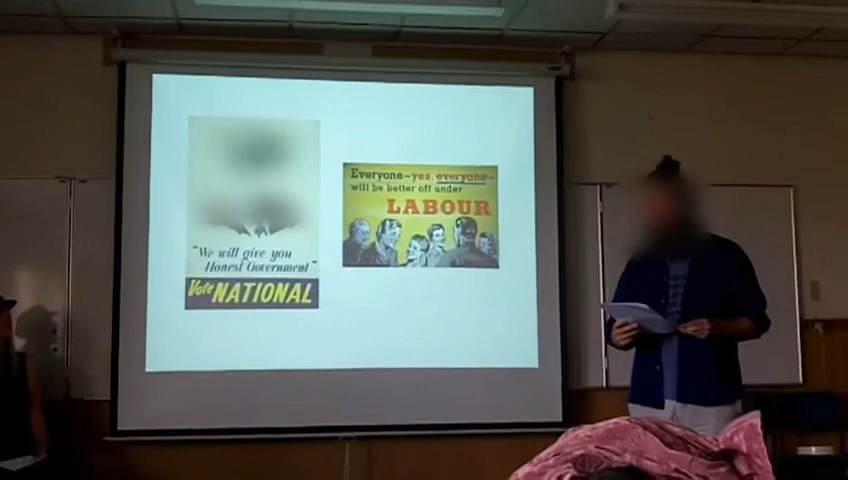 "We will give you
Honest Government"
Vote NATIONAL
Everyone-yes, everyone-
will be better off under
LABOUR